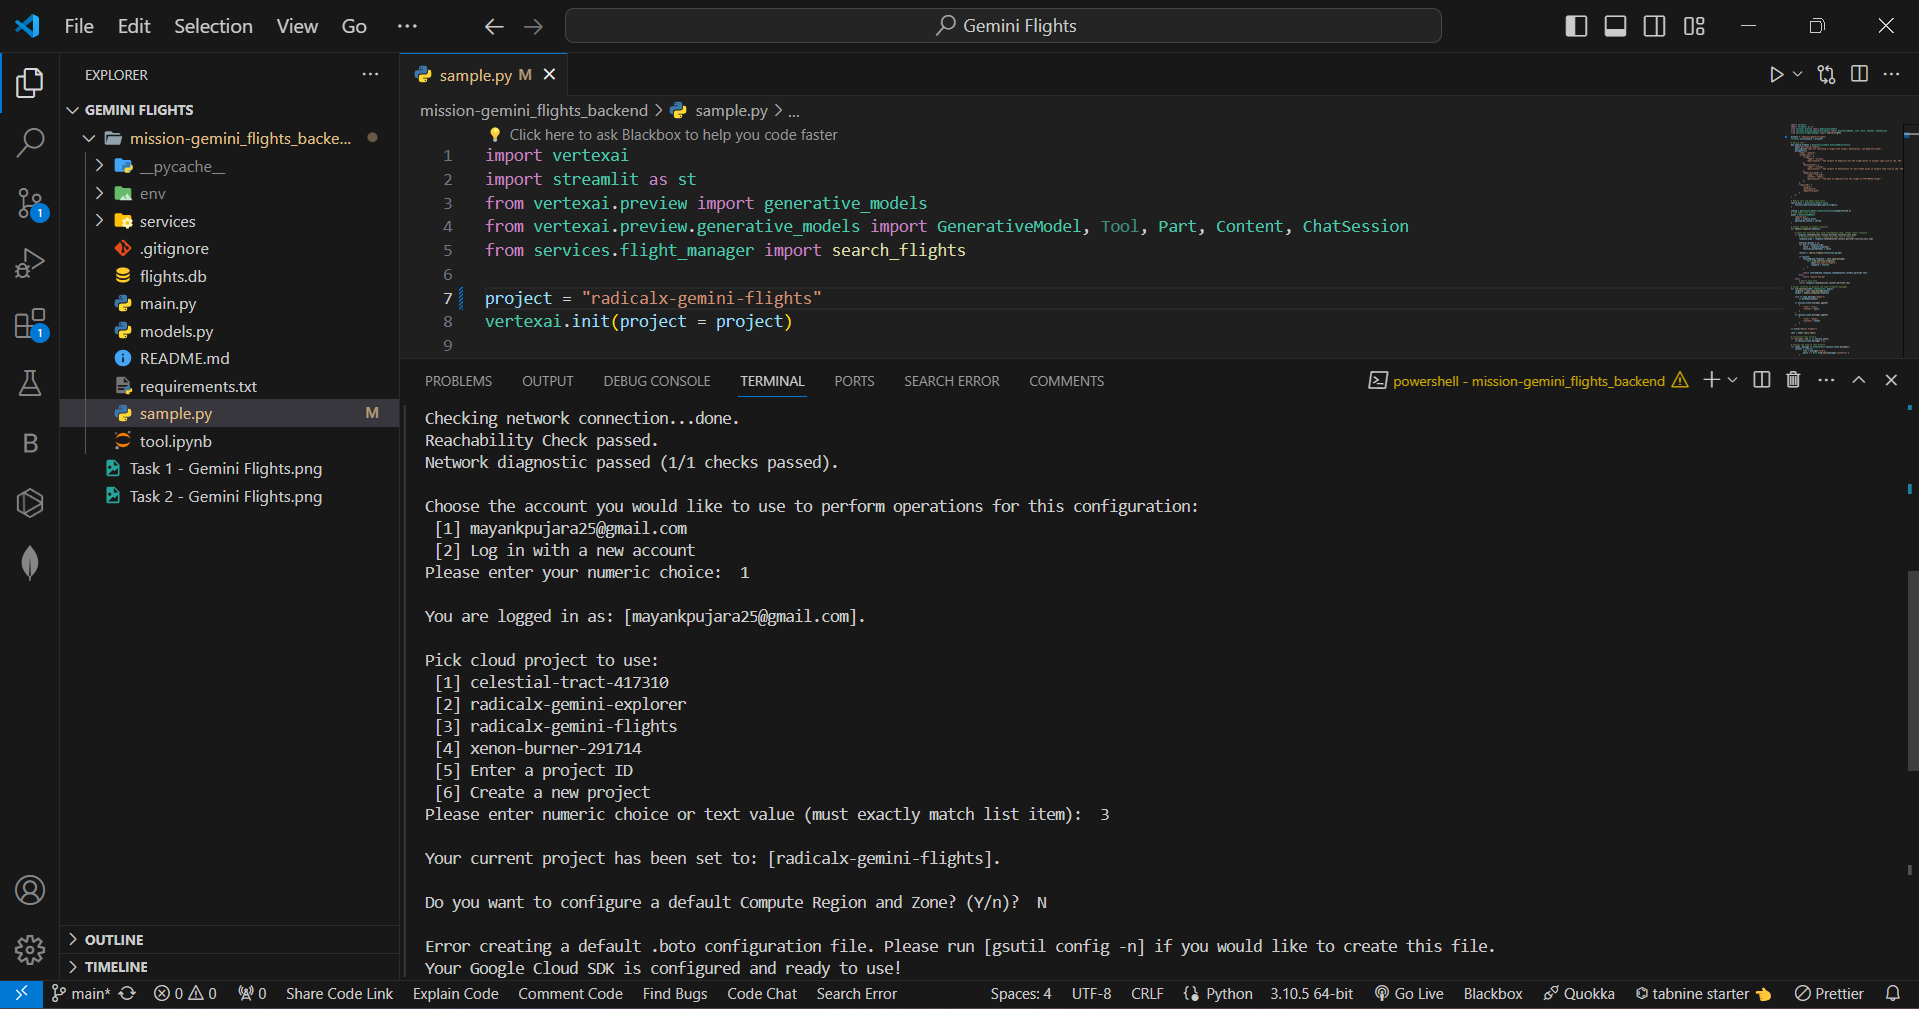 File Edit Selection View Go ··· Gemini Flights
EXPLORER ···
GEMINI FLIGHTS
mission-gemini_flights_backe...
__pycache__
env
services
.gitignore
flights.db
main.py
models.py
README.md
requirements.txt
sample.py M
tool.ipynb
Task 1 - Gemini Flights.png
Task 2 - Gemini Flights.png
OUTLINE
TIMELINE
1
1
B
sample.py M
mission-gemini_flights_backend > sample.py > ...
Click here to ask Blackbox to help you code faster
1 import vertexai
2 import streamlit as st
3 from vertexai.preview import generative_models
4 from vertexai.preview.generative_models import GenerativeModel, Tool, Part, Content, ChatSession
5 from services.flight_manager import search_flights
6
7 project = "radicalx-gemini-flights"
8 vertexai.init(project = project)
9
PROBLEMS OUTPUT DEBUG CONSOLE TERMINAL PORTS SEARCH ERROR COMMENTS powershell - mission-gemini_flights_backend
Checking network connection...done.
Reachability Check passed.
Network diagnostic passed (1/1 checks passed).
Choose the account you would like to use to perform operations for this configuration:
[1] mayankpujara25@gmail.com
[2] Log in with a new account
Please enter your numeric choice: 1
You are logged in as: [mayankpujara25@gmail.com].
Pick cloud project to use:
[1] celestial-tract-417310
[2] radicalx-gemini-explorer
[3] radicalx-gemini-flights
[4] xenon-burner-291714
[5] Enter a project ID
[6] Create a new project
Please enter numeric choice or text value (must exactly match list item): 3
Your current project has been set to: [radicalx-gemini-flights].
Do you want to configure a default Compute Region and Zone? (Y/n)? N
Error creating a default .boto configuration file. Please run [gsutil config -n] if you would like to create this file.
Your Google Cloud SDK is configured and ready to use!
main* 0 0 0 Share Code Link Explain Code Comment Code Find Bugs Code Chat Search Error Spaces: 4 UTF-8 CRLF Python 3.10.5 64-bit Go Live Blackbox Quokka tabnine starter Prettier